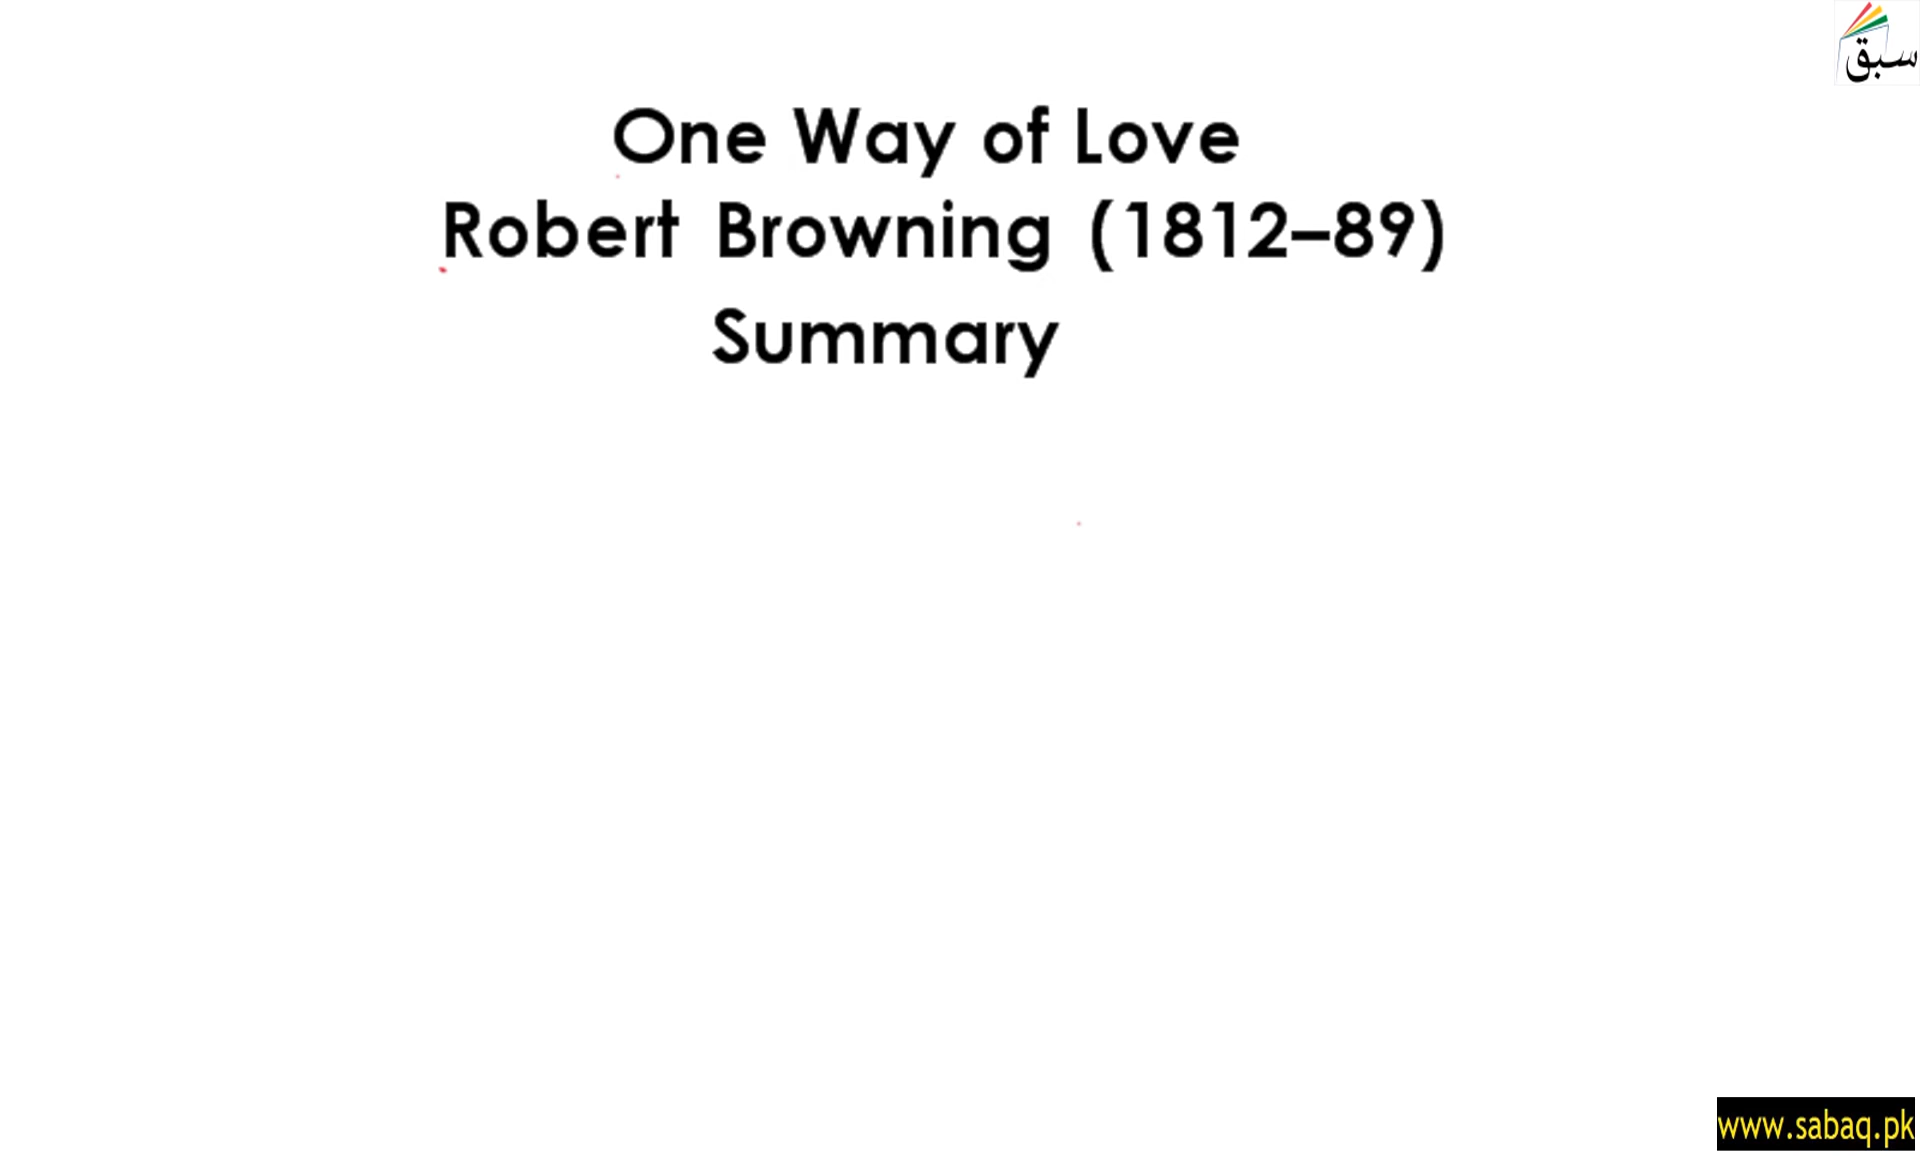 سبق
One Way of Love
Robert Browning (1812–89)
Summary
www.sabaq.pk